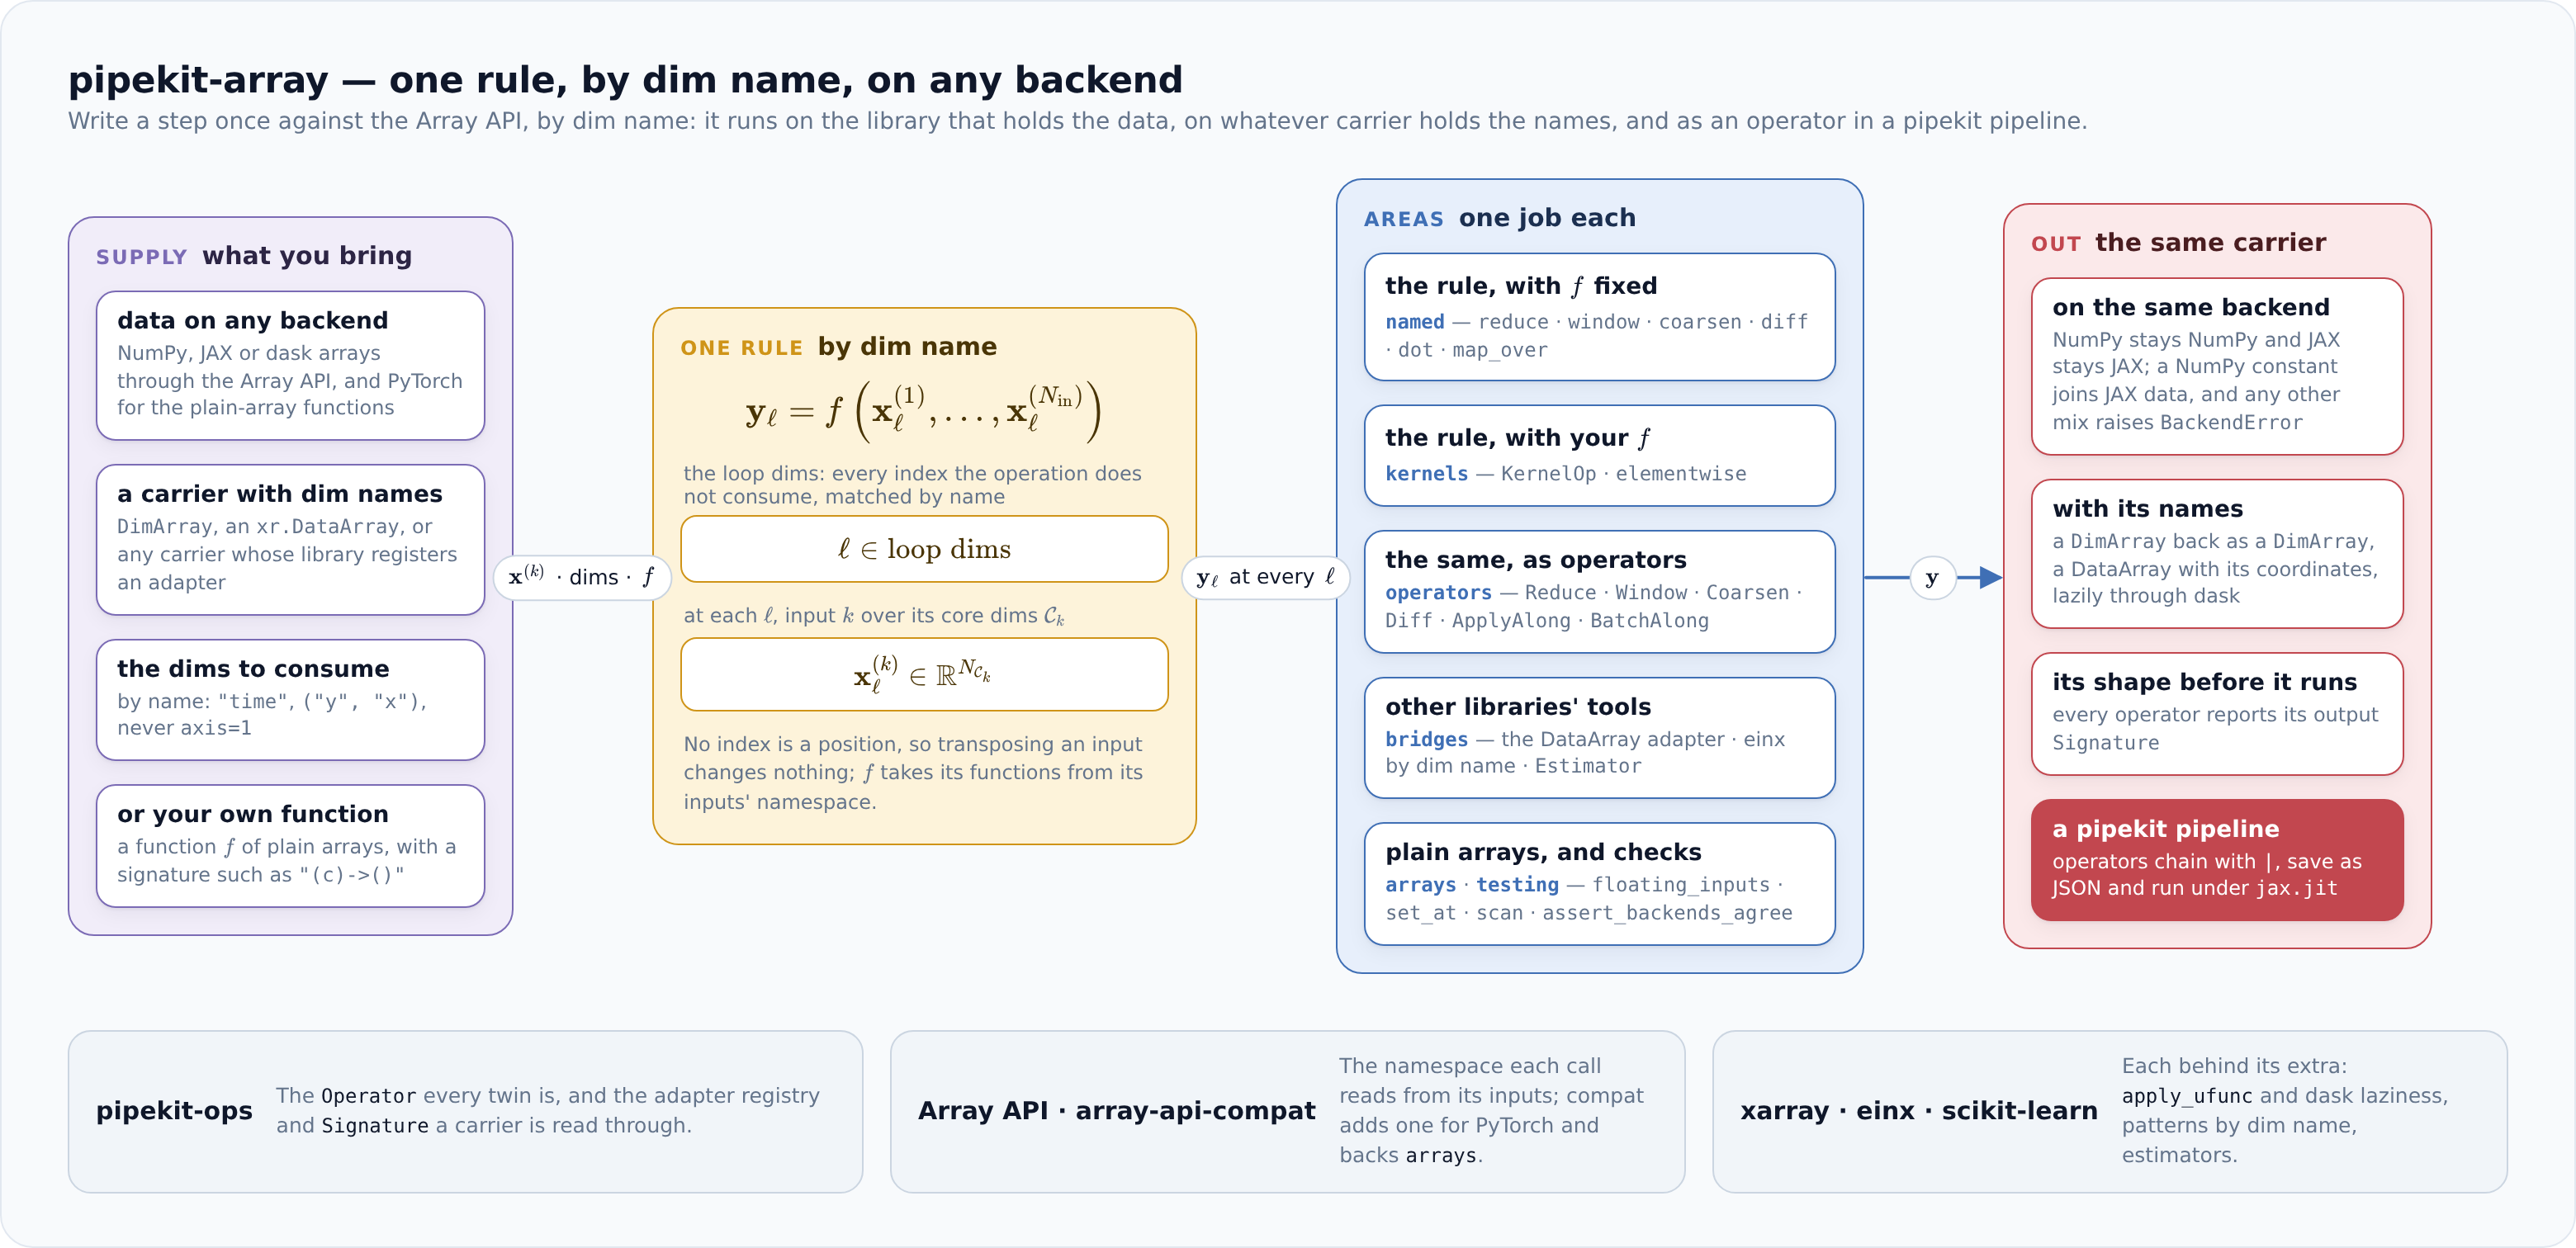 pipekit-array — one rule, by dim name, on any backend
Write a step once against the Array API, by dim name: it runs on the library that holds the data, on whatever carrier holds the names, and as an operator in a pipekit pipeline.
SUPPLY what you bring
data on any backend
NumPy, JAX or dask arrays
through the Array API, and PyTorch
for the plain-array functions
a carrier with dim names
DimArray, an xr.DataArray, or
any carrier whose library registers
an adapter
the dims to consume
by name: "time", ("y", "x"),
never axis=1
or your own function
a function f of plain arrays, with a
signature such as "(c)->()"
x^(k) · dims · f
ONE RULE by dim name
y_ℓ = f (x_ℓ^(1), . . . , x_ℓ^(N_in))
the loop dims: every index the operation does
not consume, matched by name
ℓ ∈ loop dims
at each ℓ, input k over its core dims C_k
x_ℓ^(k) ∈ ℝ^N_C_k
No index is a position, so transposing an input
changes nothing; f takes its functions from its
inputs' namespace.
y_ℓ at every ℓ
AREAS one job each
the rule, with f fixed
named — reduce · window · coarsen · diff
· dot · map_over
the rule, with your f
kernels — KernelOp · elementwise
the same, as operators
operators — Reduce · Window · Coarsen ·
Diff · ApplyAlong · BatchAlong
other libraries' tools
bridges — the DataArray adapter · einx
by dim name · Estimator
plain arrays, and checks
arrays · testing — floating_inputs ·
set_at · scan · assert_backends_agree
y
OUT the same carrier
on the same backend
NumPy stays NumPy and JAX
stays JAX; a NumPy constant
joins JAX data, and any other
mix raises BackendError
with its names
a DimArray back as a DimArray,
a DataArray with its coordinates,
lazily through dask
its shape before it runs
every operator reports its output
Signature
a pipekit pipeline
operators chain with |, save as
JSON and run under jax.jit
pipekit-ops
The Operator every twin is, and the adapter registry
and Signature a carrier is read through.
Array API · array-api-compat
The namespace each call
reads from its inputs; compat
adds one for PyTorch and
backs arrays.
xarray · einx · scikit-learn
Each behind its extra:
apply_ufunc and dask laziness,
patterns by dim name,
estimators.